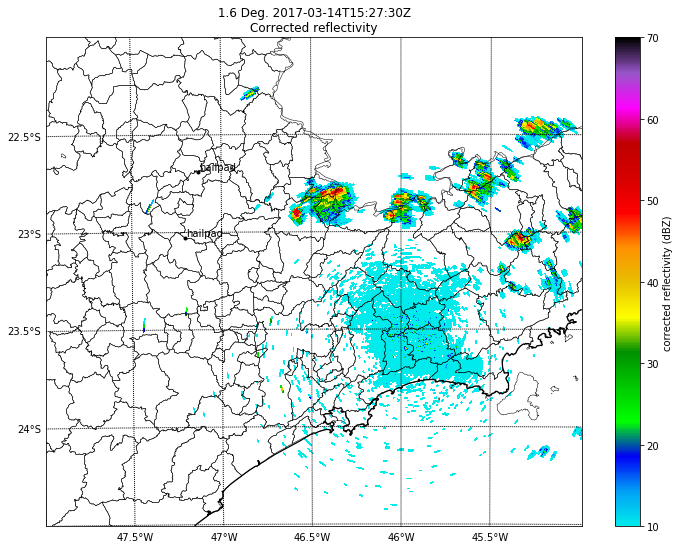 1.6 Deg. 2017-03-14T15:27:30Z
Corrected reflectivity
22.5°S
23°S
23.5°S
24°S
hailpad
hailpad
47.5°W
47°W
46.5°W
46°W
45.5°W
70
60
50
40
30
20
10
corrected reflectivity (dBZ)